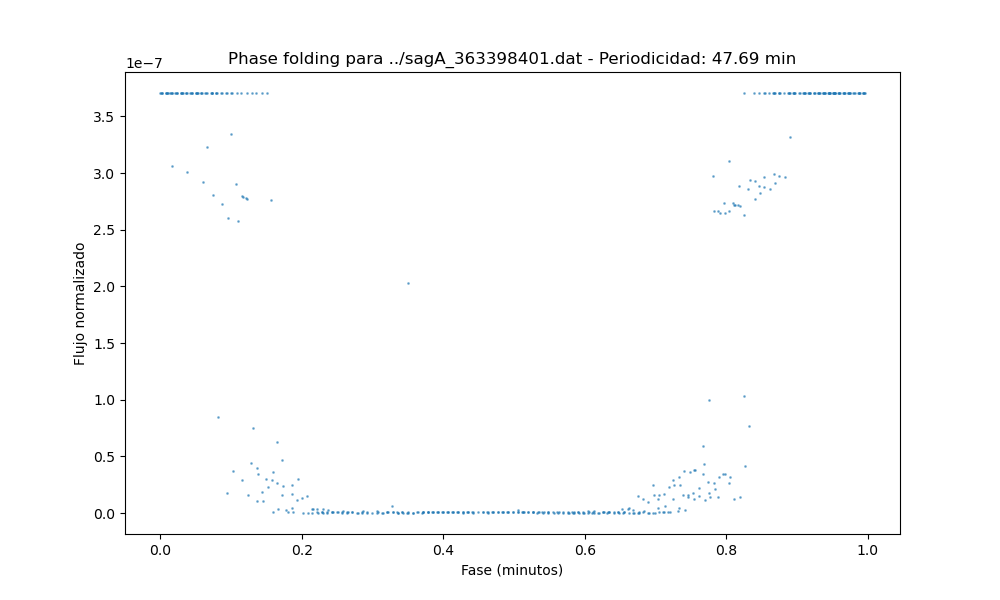 Phase folding para ../sagA_363398401.dat - Periodicidad: 47.69 min
1e−7
3.5
3.0
2.5
2.0
1.5
1.0
0.5
0.0
Flujo normalizado
0.0 0.2 0.4 0.6 0.8 1.0
Fase (minutos)